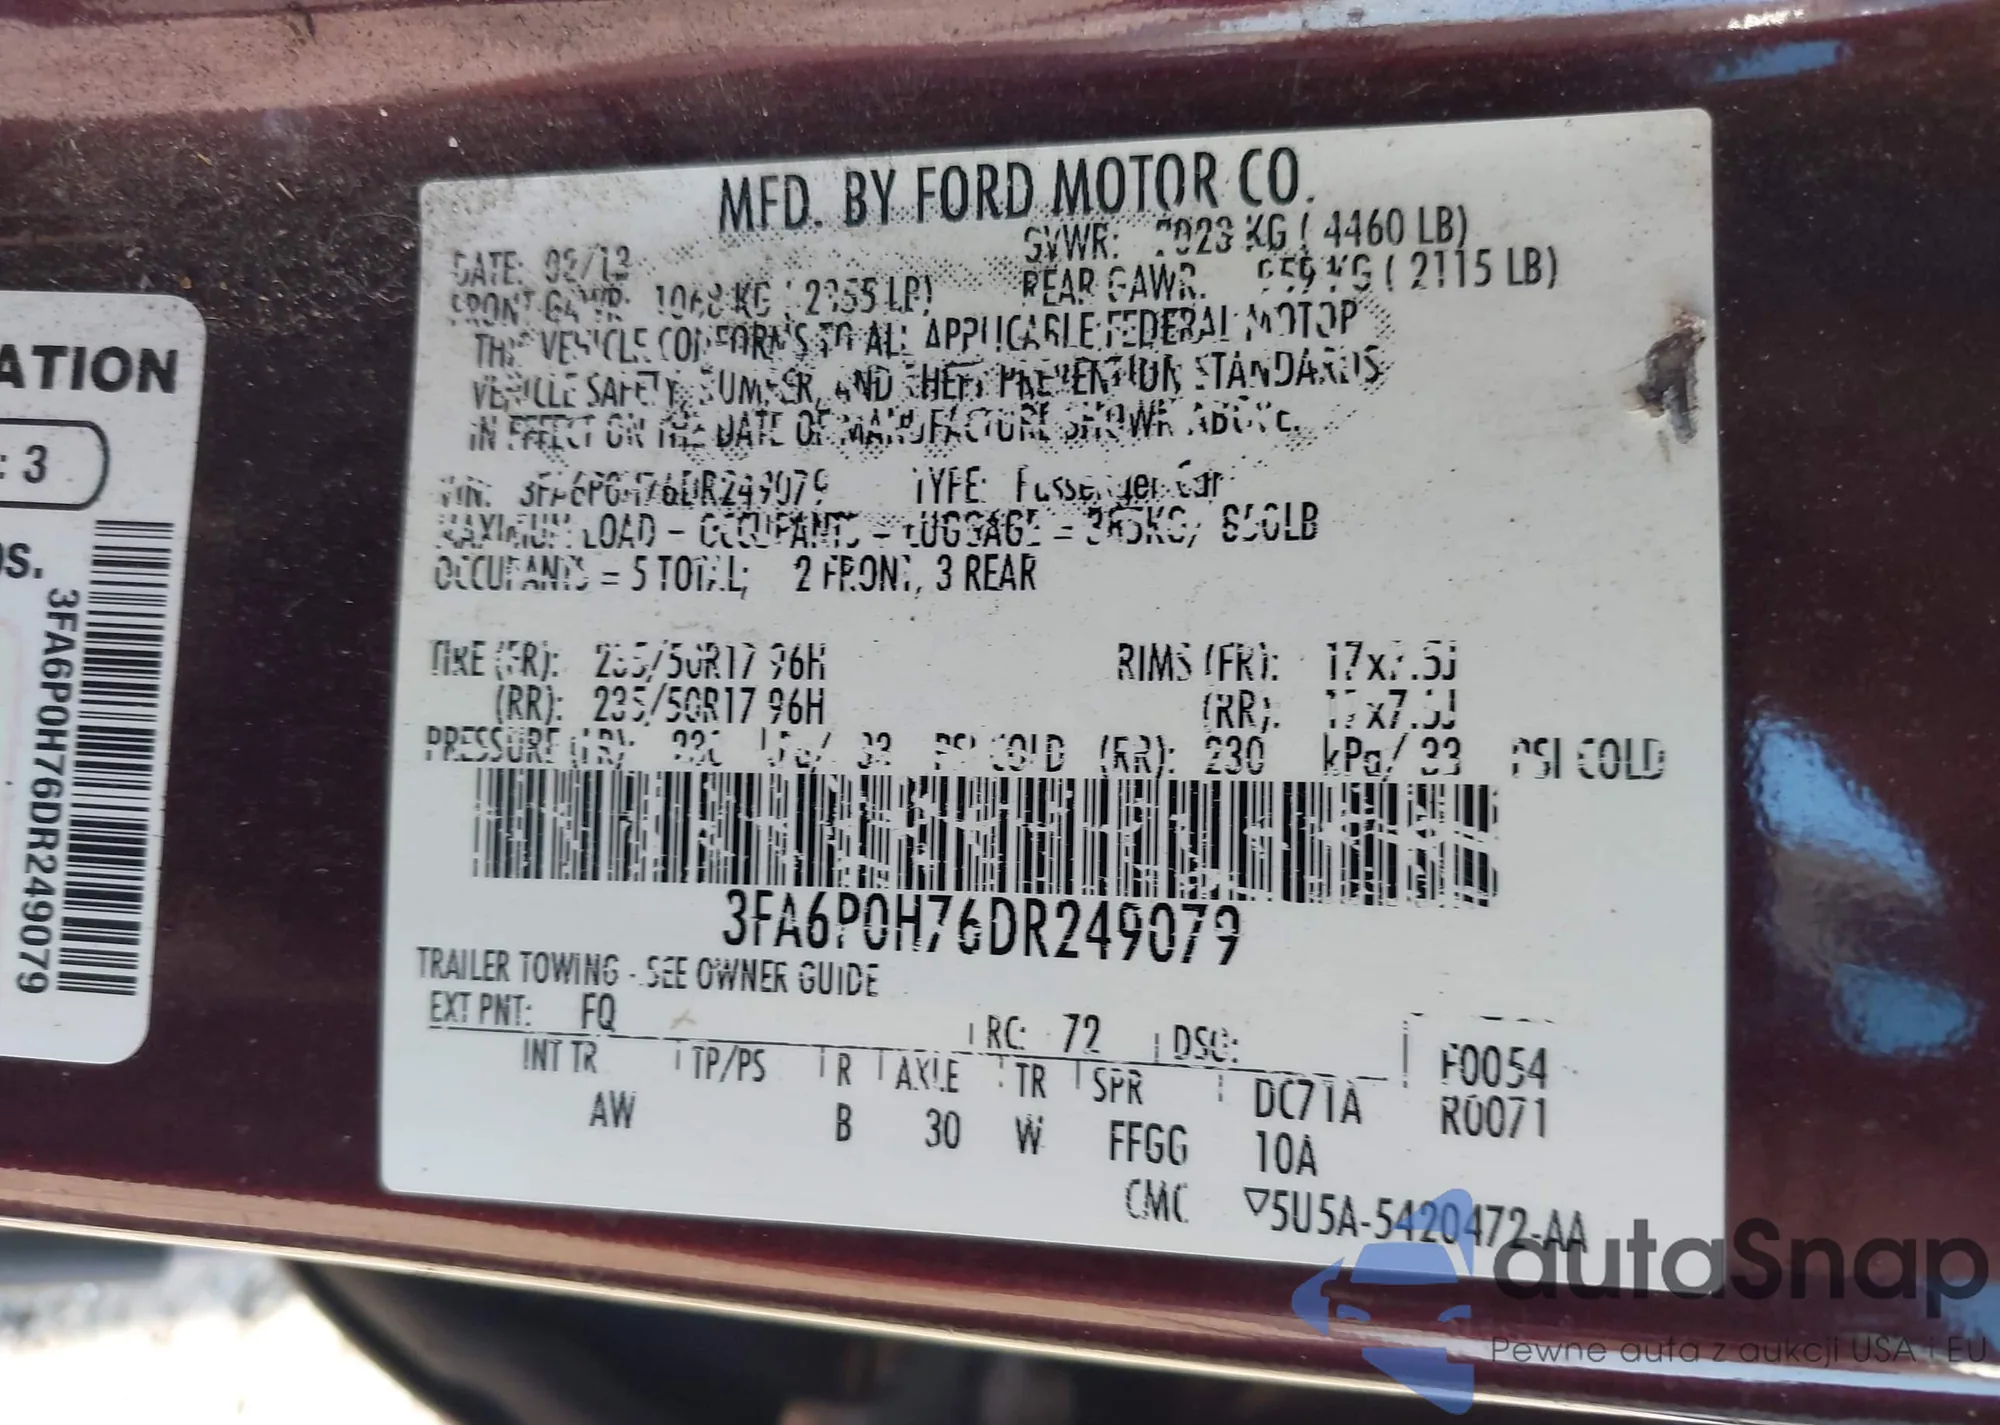 ATION
: 3
OS.
3FA6P0H76DR249079
MFD. BY FORD MOTOR CO.
DATE: GVWR: KG ( 4460 LB)
FRONT GAWR: 1068 KG ( 2355 LB) REAR GAWR: 959 KG ( 2115 LB)
THIS VEHICLE CONFORMS TO ALL APPLICABLE FEDERAL MOTOR
VEHICLE SAFETY, BUMPER, AND THEFT PREVENTION STANDARDS
IN EFFECT ON THE DATE OF MANUFACTURE SHOWN ABOVE.
VIN: 3FA6P0H76DR249079 TYPE: Passenger Car
MAXIMUM LOAD = OCCUPANTS + LUGGAGE = 385KG/ 850LB
OCCUPANTS = 5 TOTAL; 2 FRONT, 3 REAR
TIRE (FR): 235/50R17 96H RIMS (FR): 17x7.5J
(RR): 235/50R17 96H (RR): 17x7.5J
PRESSURE (FR): 230 kPa/ 33 PSI COLD (RR): 230 kPa/ 33 PSI COLD
3FA6P0H76DR249079
TRAILER TOWING - SEE OWNER GUIDE
EXT PNT: FQ RC: 72 DSO: F0054
INT TR TP/PS R AXLE TR SPR DC71A R0071
AW B 30 W FFGG 10A
CMC ▽5U5A-5420472-AA
autaSnap
Pewne auta z aukcji USA i EU